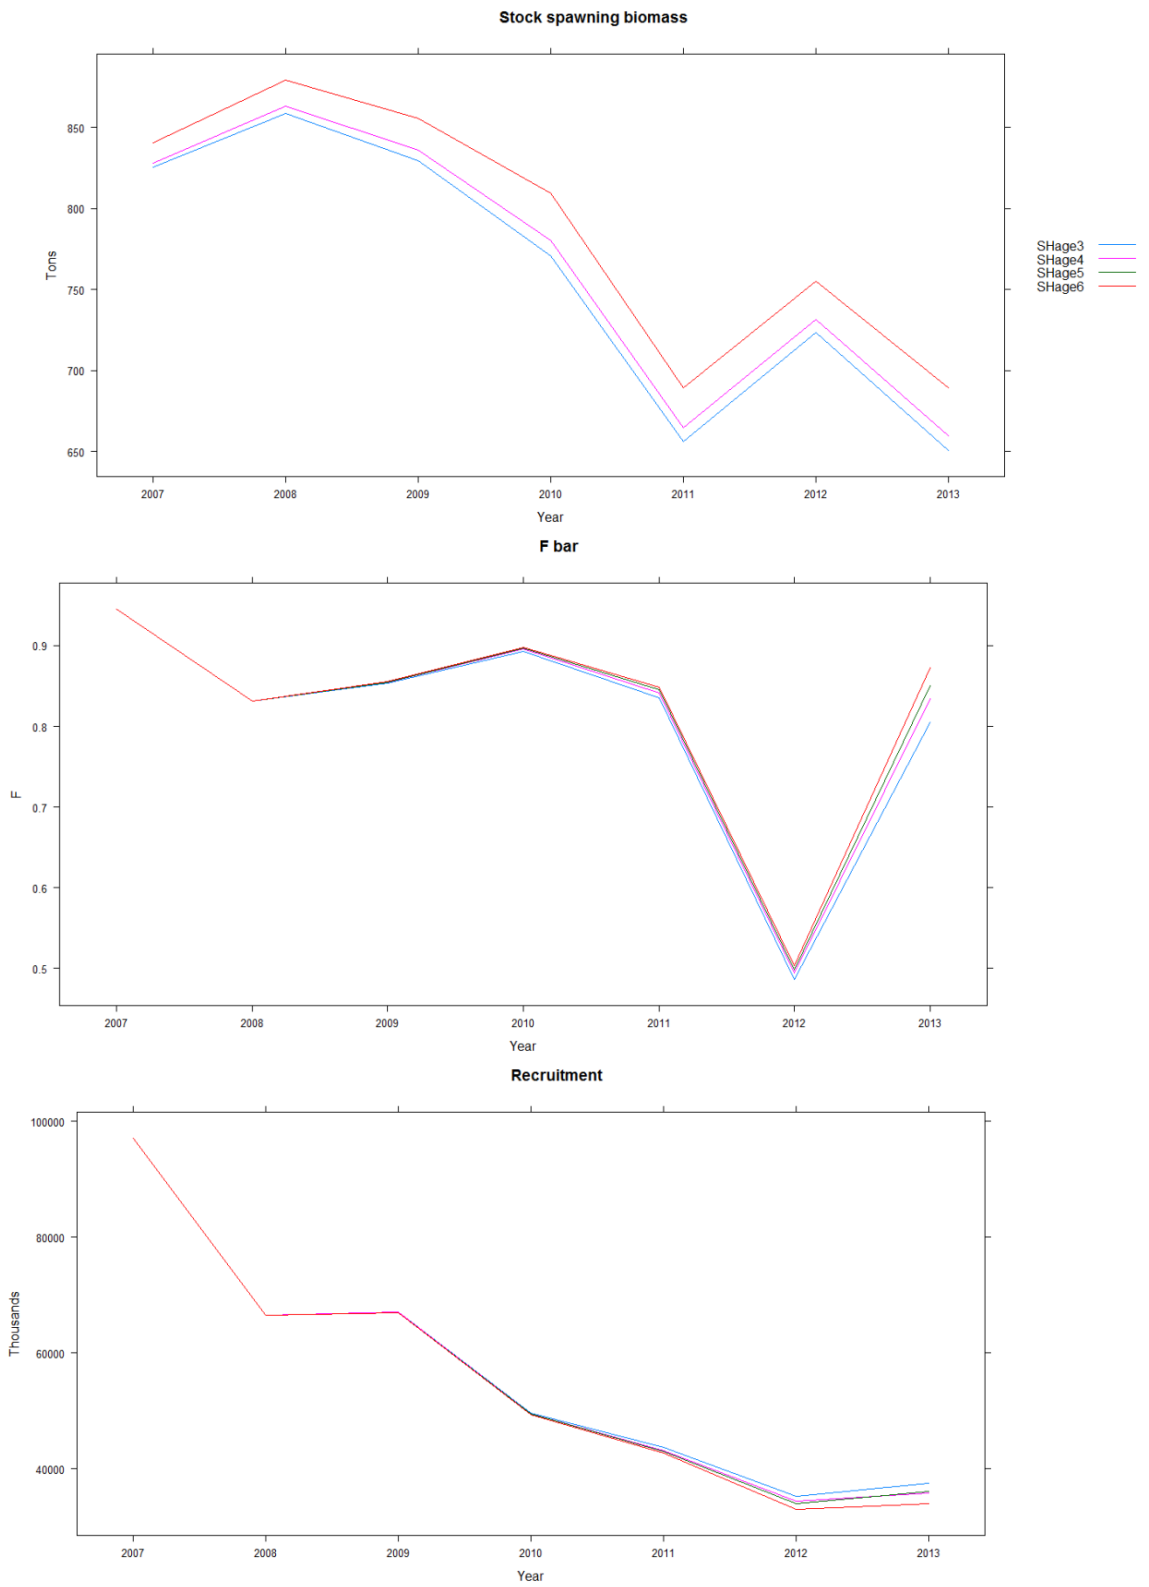 Stock spawning biomass
850
800
750
700
650
Tons
2007 2008 2009 2010 2011 2012 2013
Year
SHage3
SHage4
SHage5
SHage6
F bar
0.9
0.8
0.7
0.6
0.5
F
2007 2008 2009 2010 2011 2012 2013
Year
Recruitment
100000
80000
60000
40000
Thousands
2007 2008 2009 2010 2011 2012 2013
Year